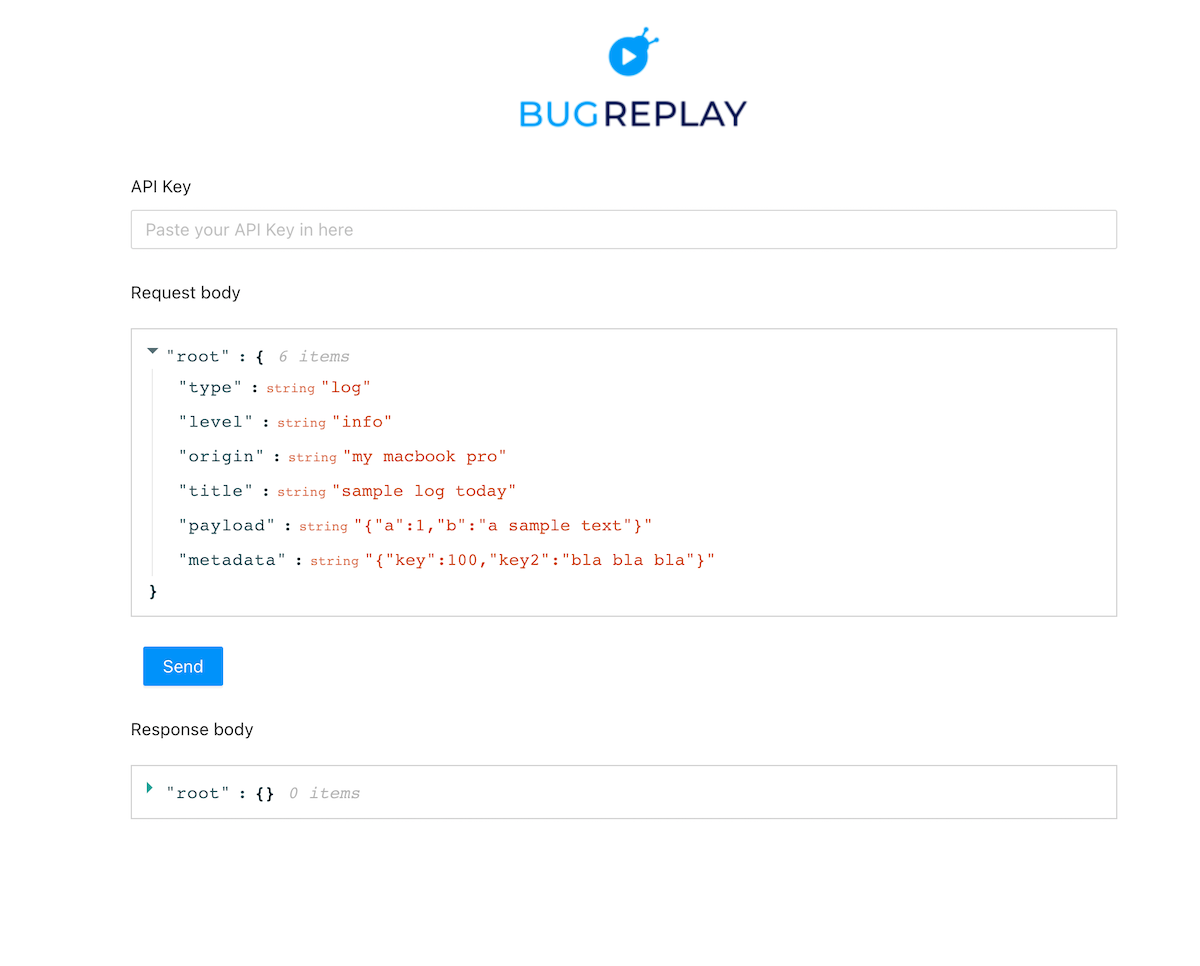 BUGREPLAY
API Key
Paste your API Key in here
Request body
"root" : { 6 items
"type" : string "log"
"level" : string "info"
"origin" : string "my macbook pro"
"title" : string "sample log today"
"payload" : string "{"a":1,"b":"a sample text"}"
"metadata" : string "{"key":100,"key2":"bla bla bla"}"
}
Send
Response body
"root" : {} 0 items